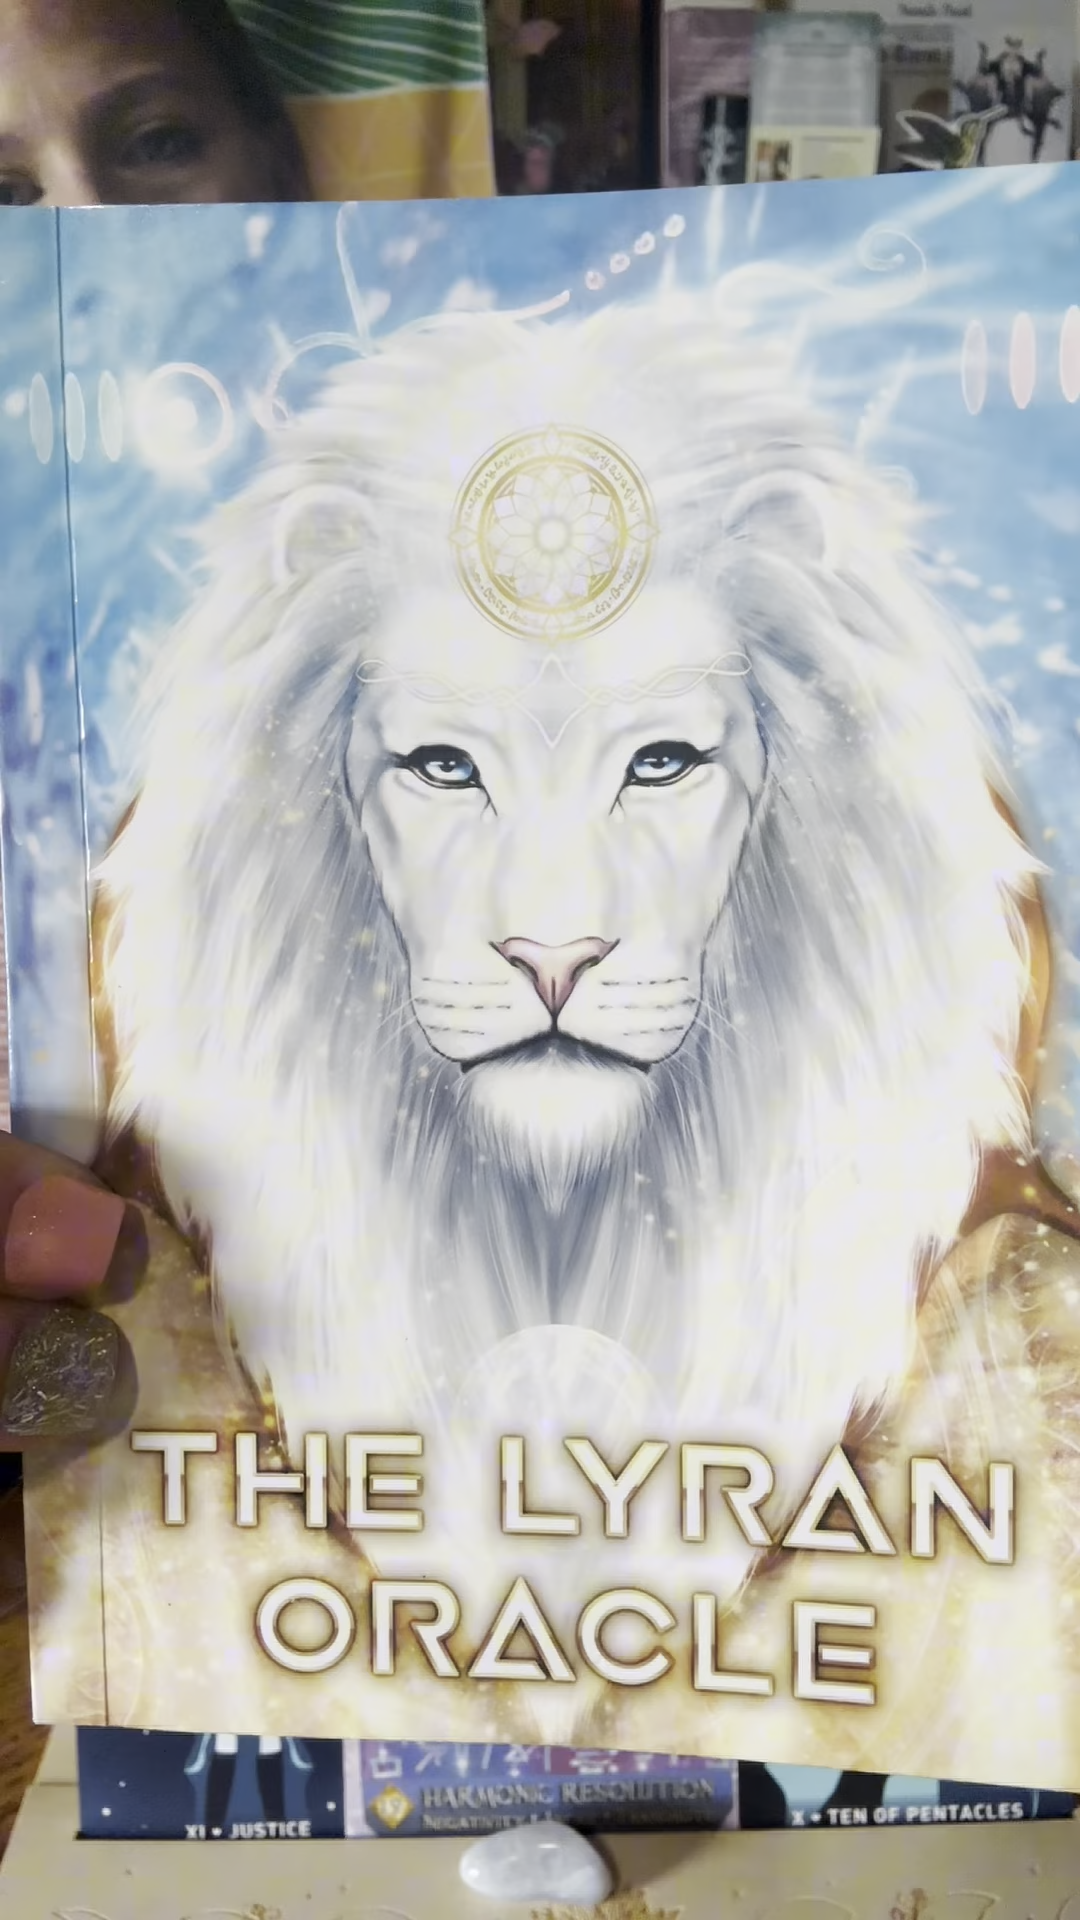 THE LYRAN
ORACLE
XI • JUSTICE
HARMONIC RESOLUTION
X • TEN OF PENTACLES